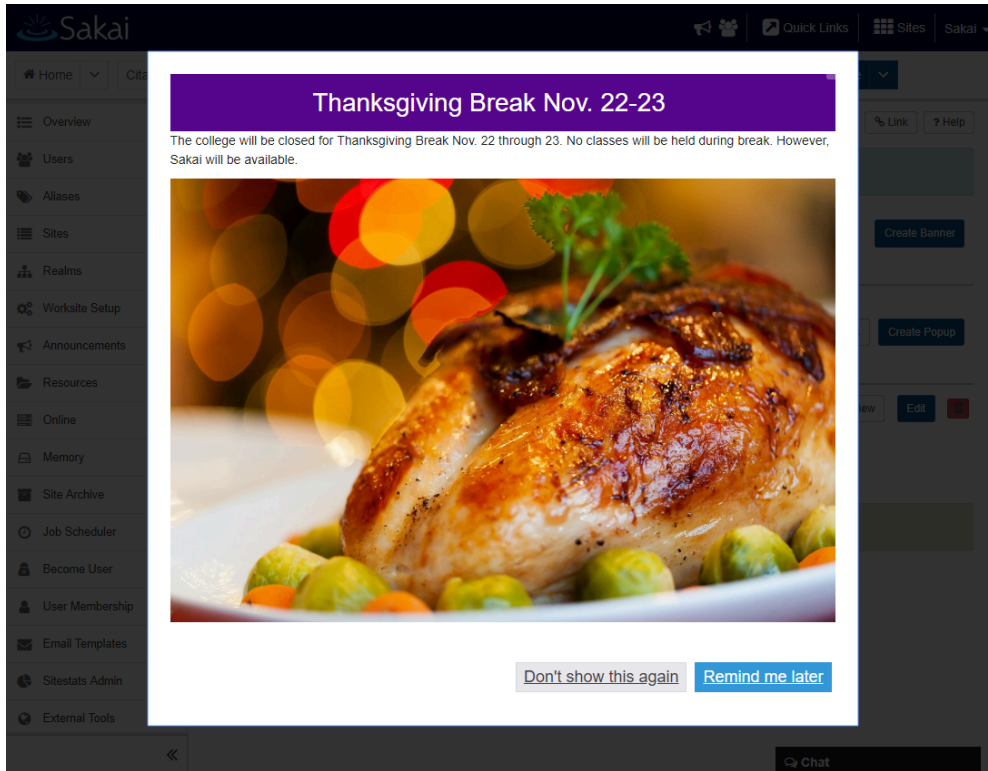 Sakai
Quick Links
Sites
Sakai
Home
Thanksgiving Break Nov. 22-23
The college will be closed for Thanksgiving Break Nov. 22 through 23. No classes will be held during break. However,
Sakai will be available.
Overview
Users
Aliases
Sites
Realms
Worksite Setup
Announcements
Resources
Online
Memory
Site Archive
Job Scheduler
Become User
User Membership
Email Templates
Sitestats Admin
External Tools
Link
? Help
Create Banner
Create Popup
Edit
Don't show this again
Remind me later
Chat